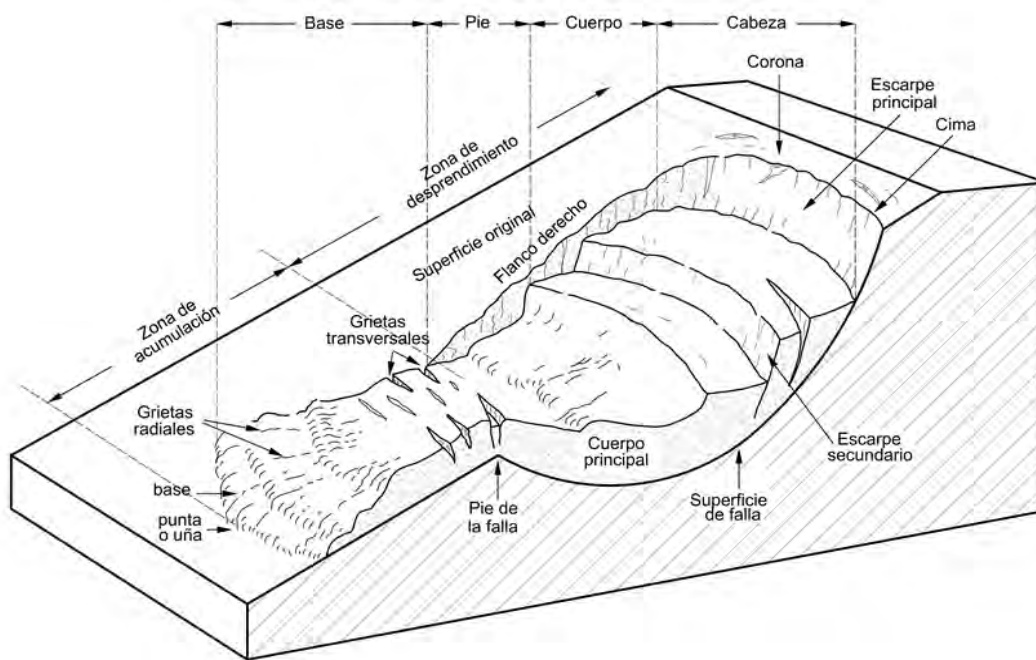 Base
Pie
Cuerpo
Cabeza
Corona
Escarpe
principal
Cima
Zona de
desprendimiento
Superficie original
Flanco derecho
Zona de
acumulación
Grietas
transversales
Grietas
radiales
base
punta
o uña
Cuerpo
principal
Escarpe
secundario
Pie de
la falla
Superficie
de falla